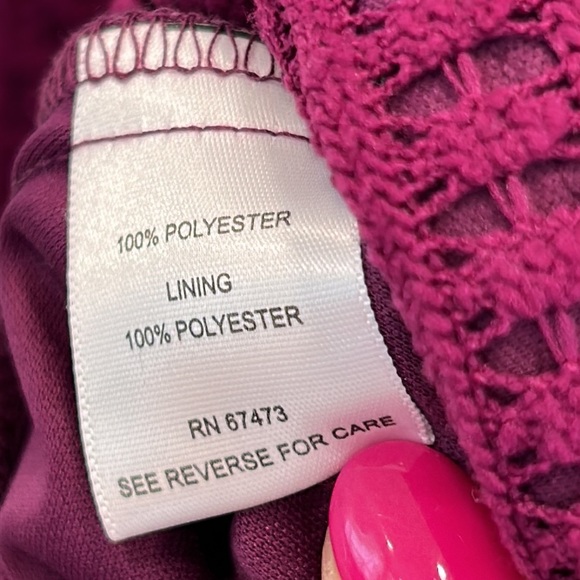 100% POLYESTER
LINING
100% POLYESTER
RN 67473
SEE REVERSE FOR CARE